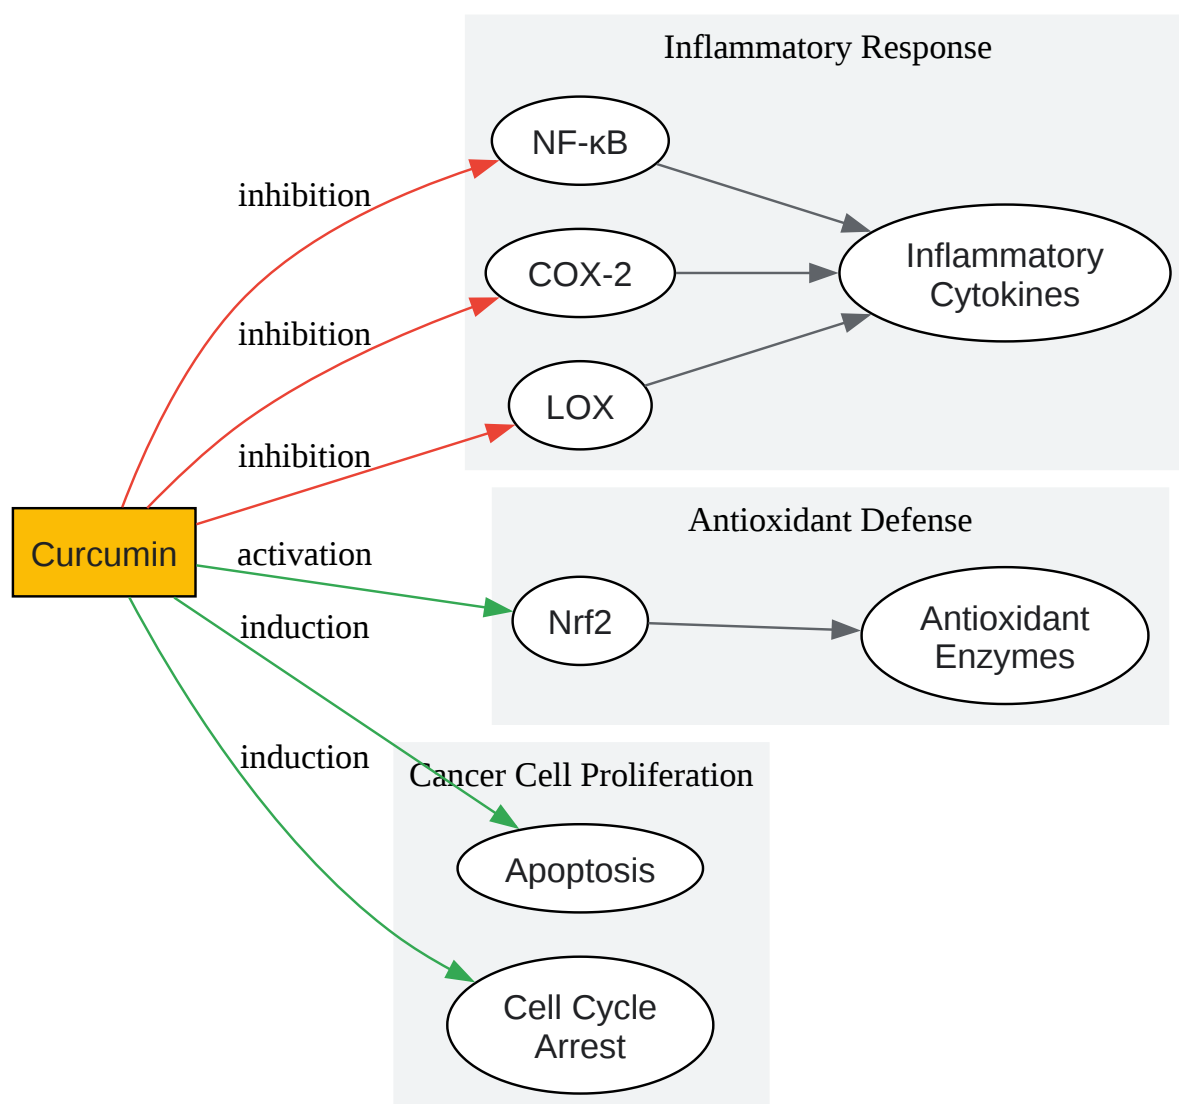 Inflammatory Response
NF-κB
inhibition
Inflammatory
Cytokines
COX-2
inhibition
LOX
inhibition
Curcumin
activation
Antioxidant Defense
Nrf2
Antioxidant
Enzymes
induction
induction
Cancer Cell Proliferation
Apoptosis
Cell Cycle
Arrest